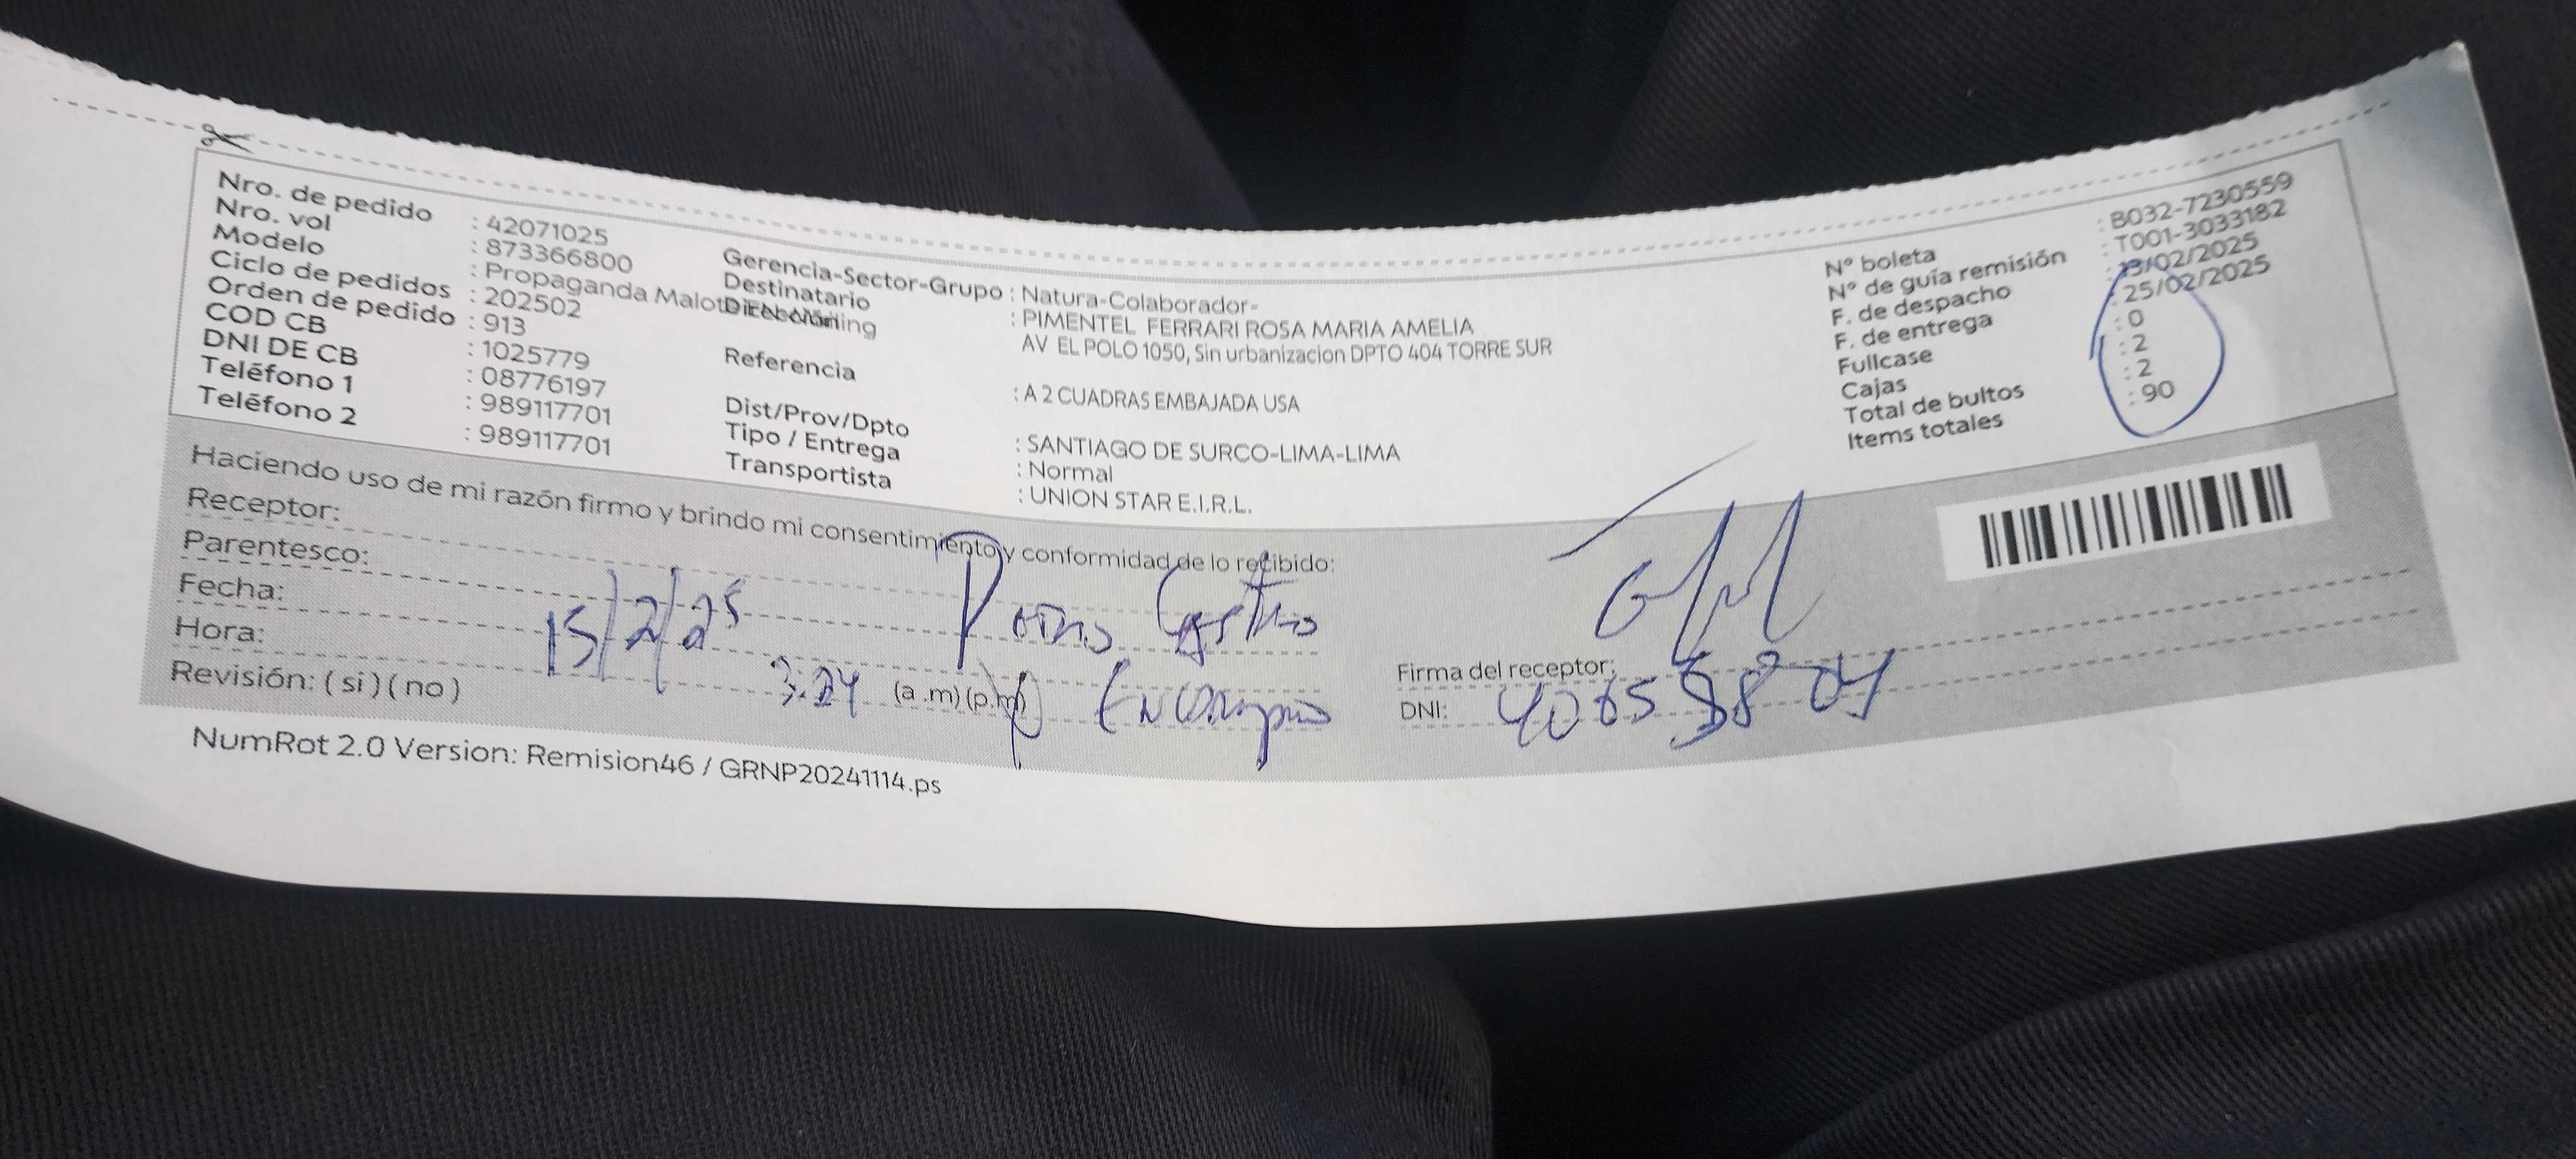 Nro. de pedido : 42071025
Nro. vol : 873366800
Modelo : Propaganda Malo
Ciclo de pedidos : 202502
Orden de pedido : 913
COD CB : 1025779
DNI DE CB : 08776197
Teléfono 1 : 989117701
Teléfono 2 : 989117701
Gerencia-Sector-Grupo : Natura-Colaborador-
Destinatario : PIMENTEL FERRARI ROSA MARIA AMELIA
Dirección AV EL POLO 1050, Sin urbanizacion DPTO 404 TORRE SUR
Referencia : A 2 CUADRAS EMBAJADA USA
Dist/Prov/Dpto : SANTIAGO DE SURCO-LIMA-LIMA
Tipo / Entrega : Normal
Transportista : UNION STAR E.I.R.L.
Nº boleta : B032-7230559
Nº de guía remisión : T001-3033182
F. de despacho : 13/02/2025
F. de entrega : 25/02/2025
Fullcase : 0
Cajas : 2
Total de bultos : 2
Items totales : 90
Haciendo uso de mi razón firmo y brindo mi consentimiento y conformidad de lo recibido:
Receptor: Castro
Parentesco:
Fecha: 15/2/25
Hora: 3:24 (a.m)(p.m)
Revisión: ( si ) ( no )
Firma del receptor:
DNI:
NumRot 2.0 Version: Remision46 / GRNP20241114.ps